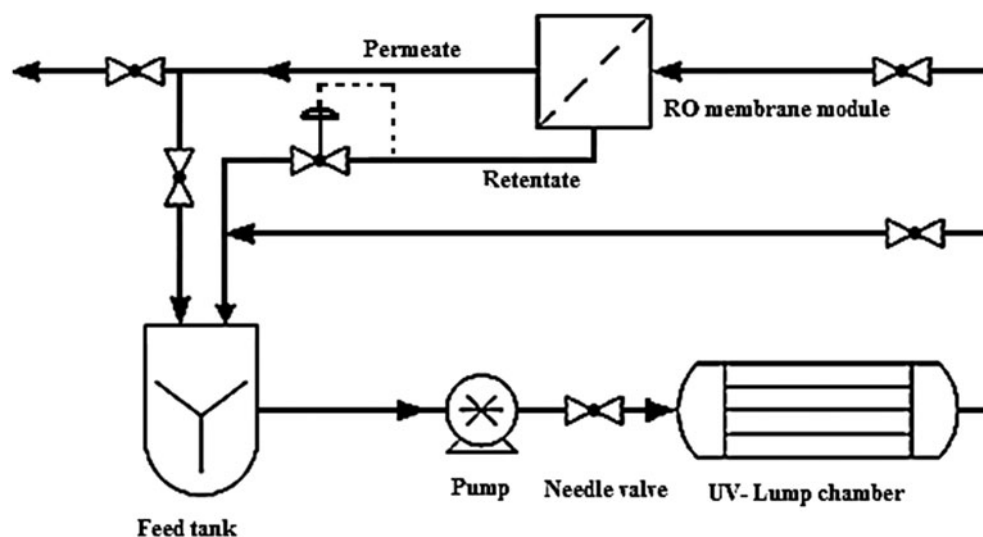 Permeate
RO membrane module
Retentate
Pump
Needle valve
UV- Lump chamber
Feed tank